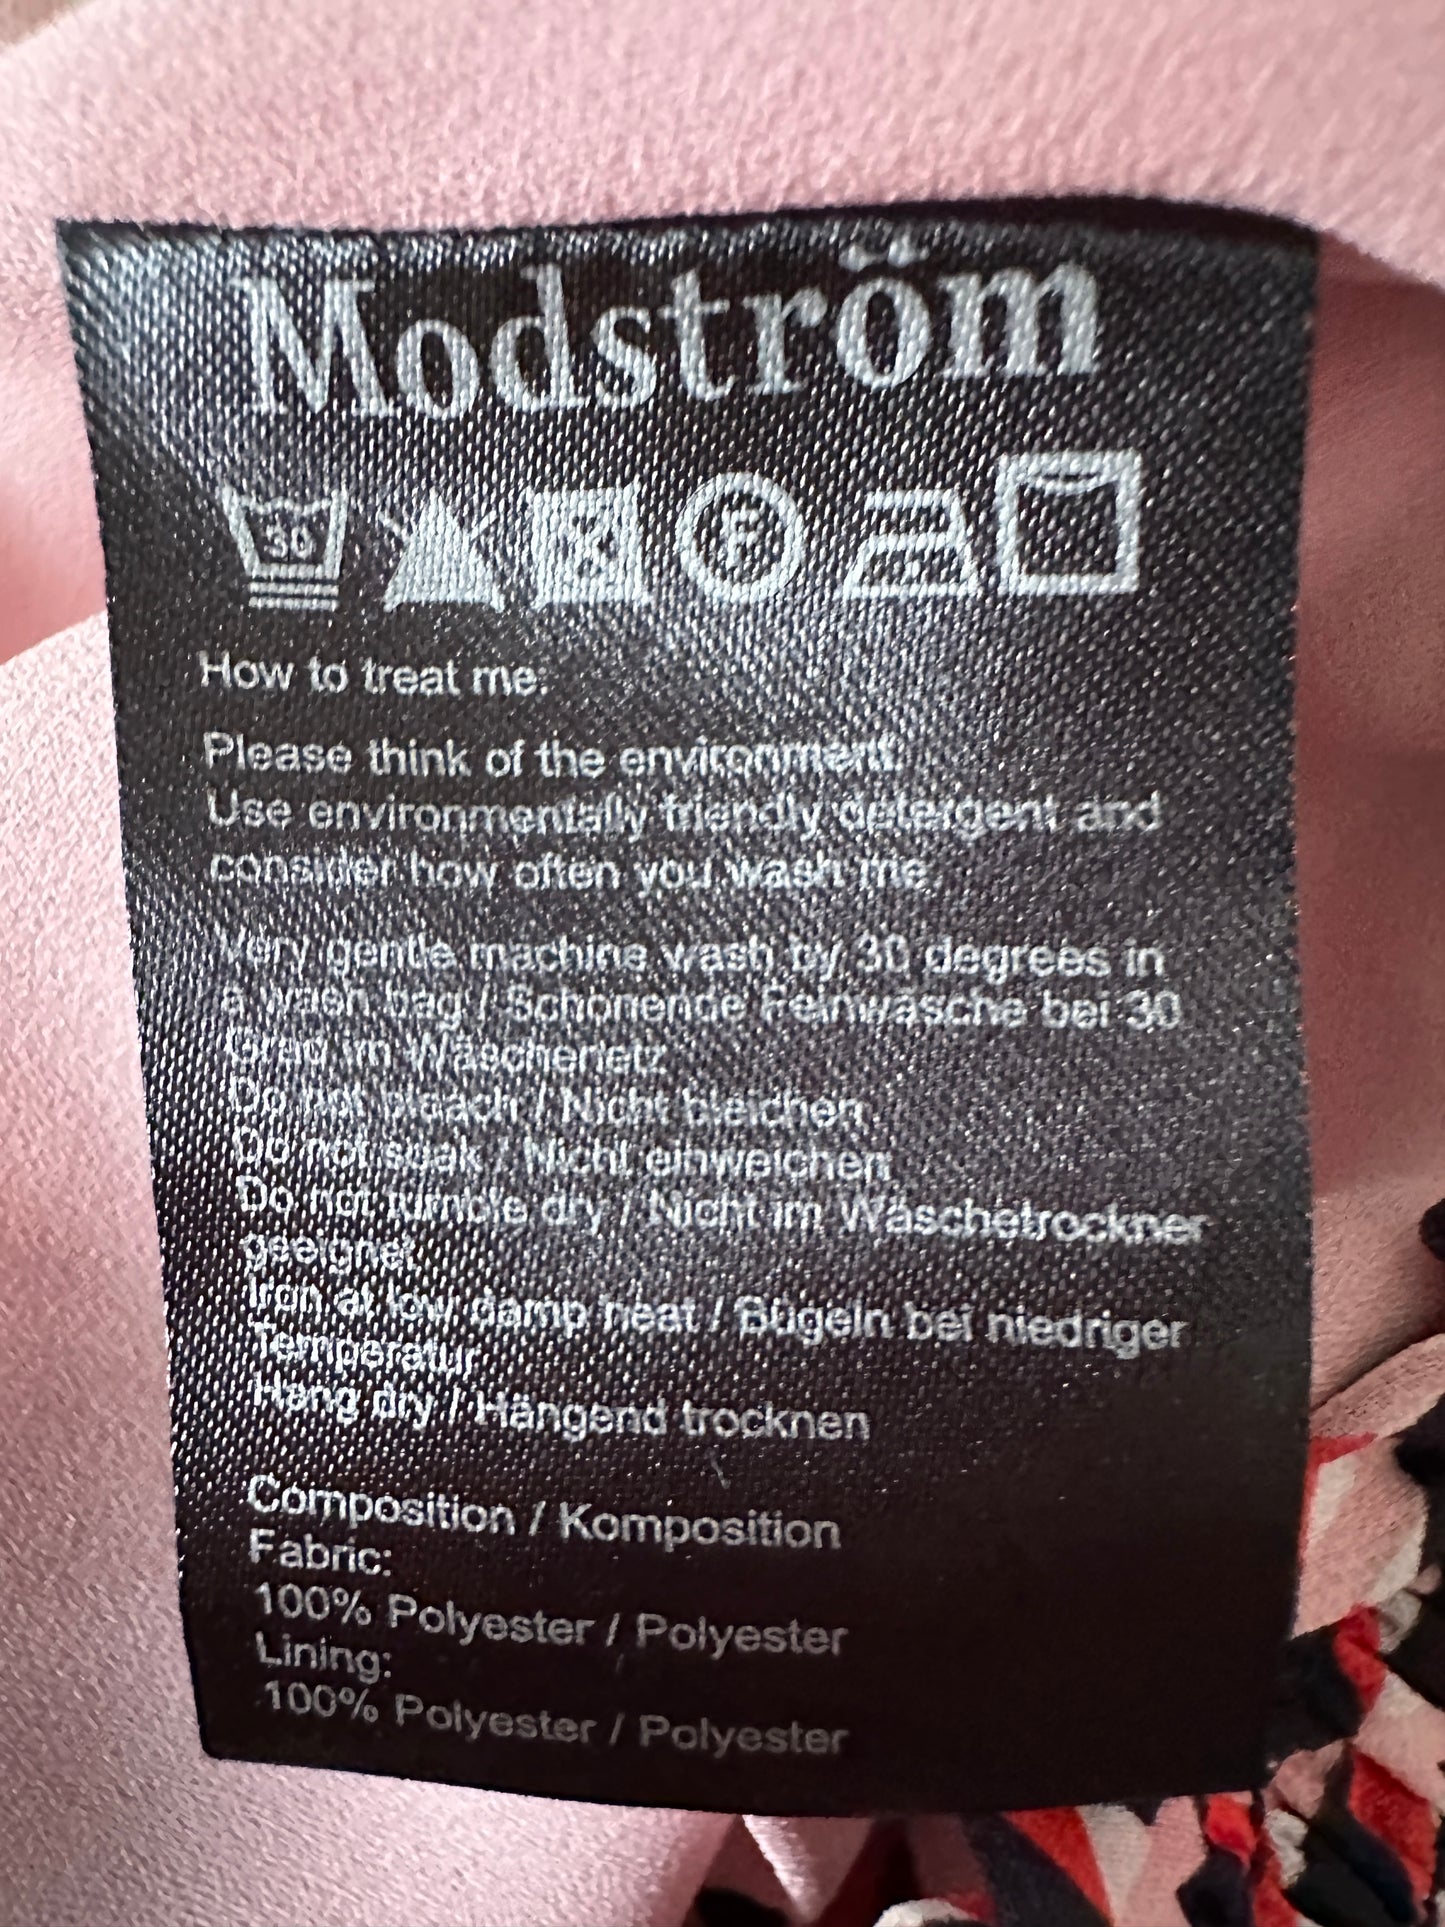 Modström
30 F
How to treat me:
Please think of the environment.
Use environmentally friendly detergent and
consider how often you wash me
Very gentle machine wash by 30 degrees in
a wash bag / Schonende Feinwäsche bei 30
Grad im Wäschenetz
Do not bleach / Nicht bleichen
Do not soak / Nicht einweichen
Do not tumble dry / Nicht im Wäschetrockner
geeignet
Iron at low damp heat / Bügeln bei niedriger
Temperatur
Hang dry / Hängend trocknen
Composition / Komposition
Fabric:
100% Polyester / Polyester
Lining:
100% Polyester / Polyester